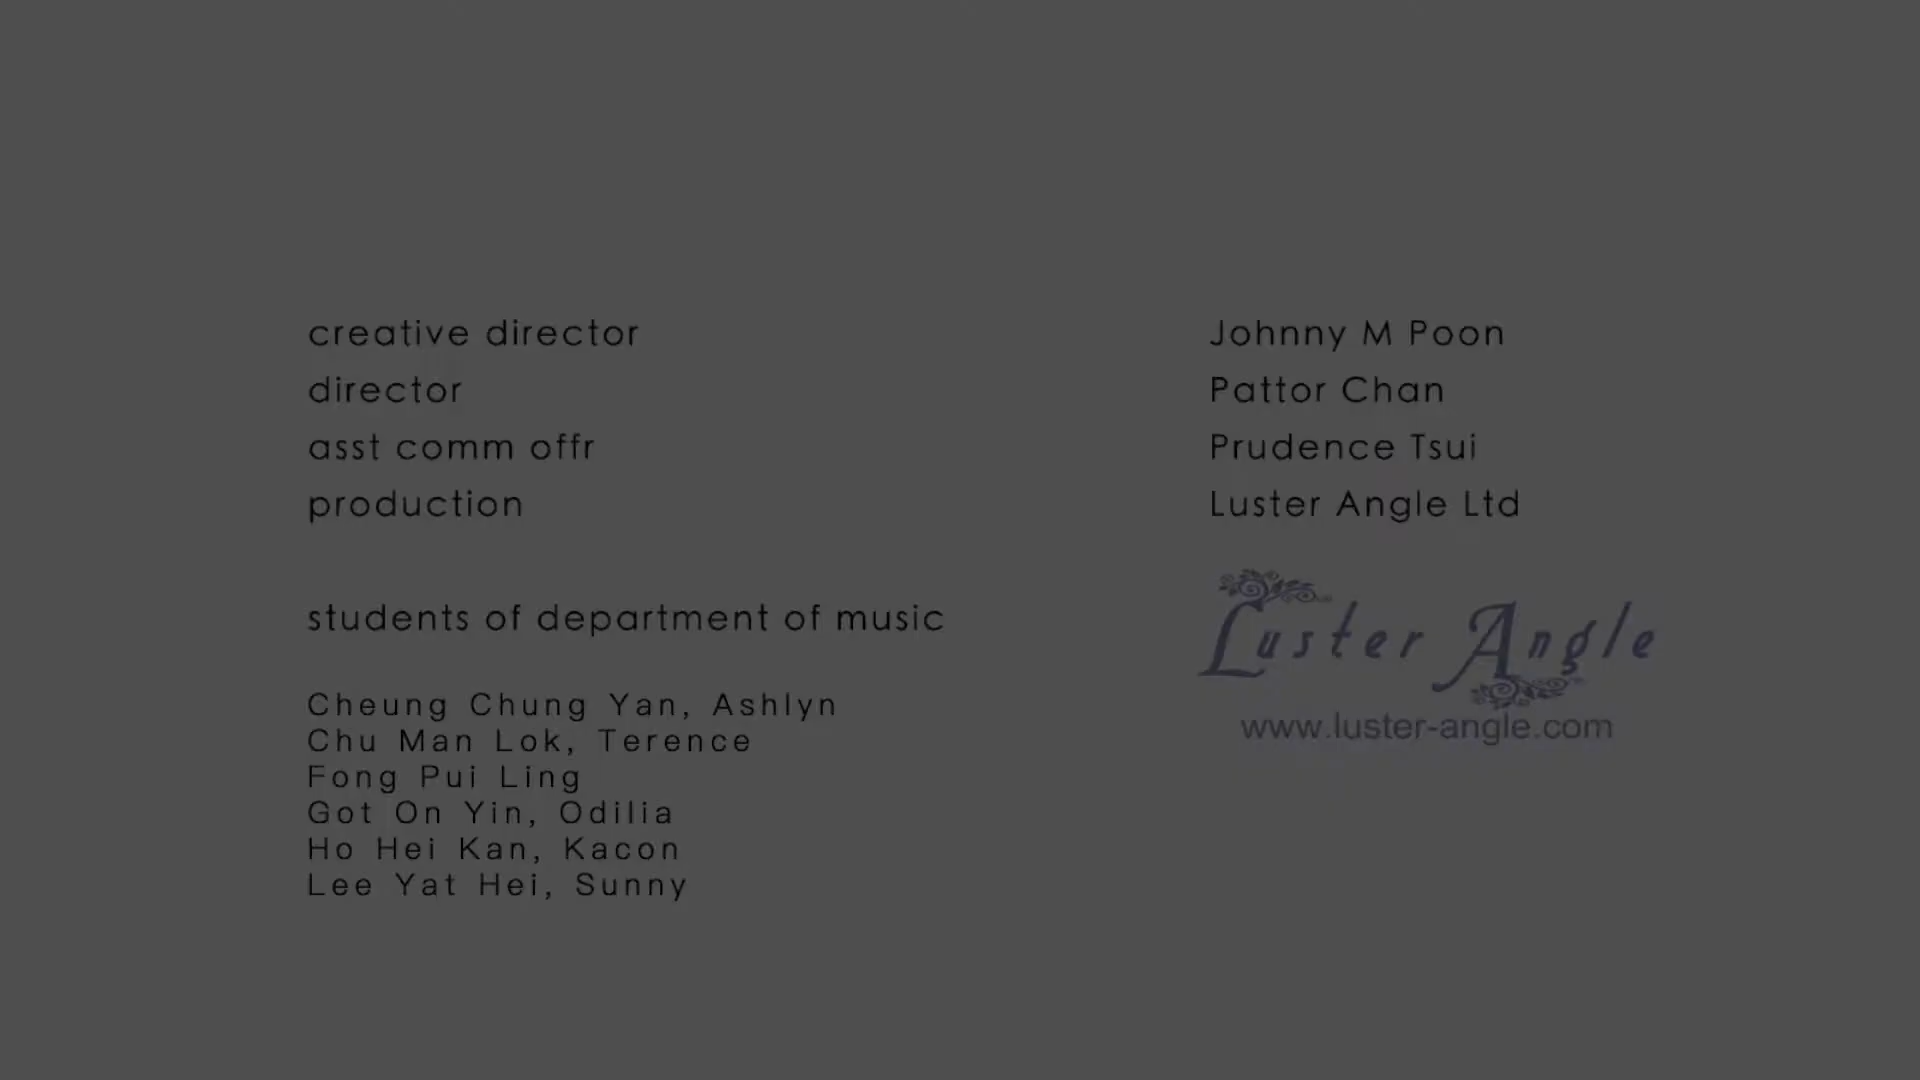 creative director Johnny M Poon
director Pattor Chan
asst comm offr Prudence Tsui
production Luster Angle Ltd
students of department of music
Luster Angle
www.luster-angle.com
Cheung Chung Yan, Ashlyn
Chu Man Lok, Terence
Fong Pui Ling
Got On Yin, Odilia
Ho Hei Kan, Kacon
Lee Yat Hei, Sunny